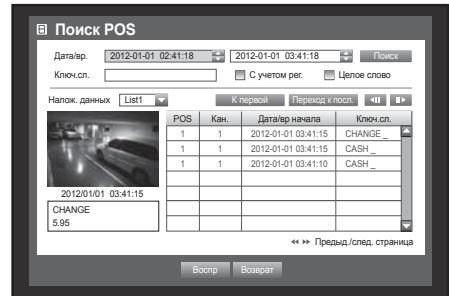 Поиск POS
Дата/вр. 2012-01-01 02:41:18 2012-01-01 03:41:18 Поиск
Ключ.сл. С учетом рег. Целое слово
Налож. данных List1 К первой Переход к посл.
POS Кан. Дата/вр начала Ключ.сл.
1 1 2012-01-01 03:41:15 CHANGE _
1 1 2012-01-01 03:41:15 CASH _
1 1 2012-01-01 03:41:10 CASH _
2012/01/01 03:41:15
CHANGE
5.95
Предыд./след. страница
Воспр Возврат